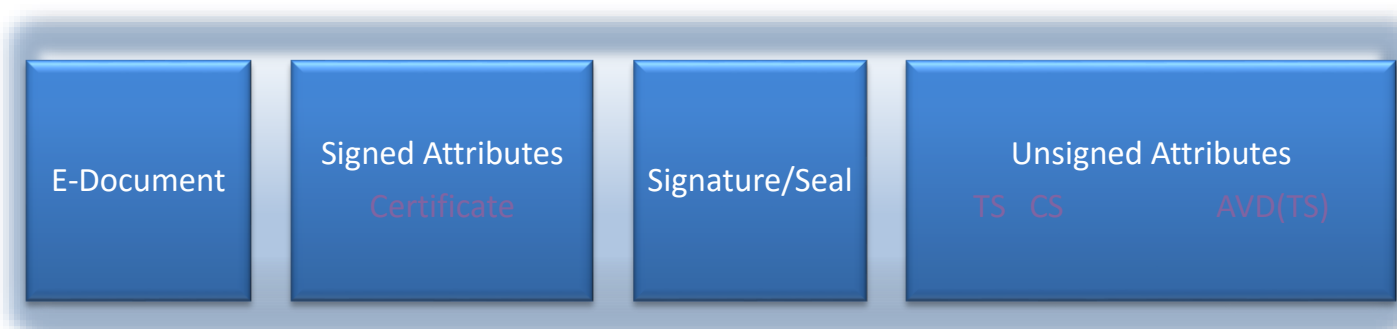 E-Document
Signed Attributes
Certificate
Signature/Seal
Unsigned Attributes
TS CS AVD(TS)